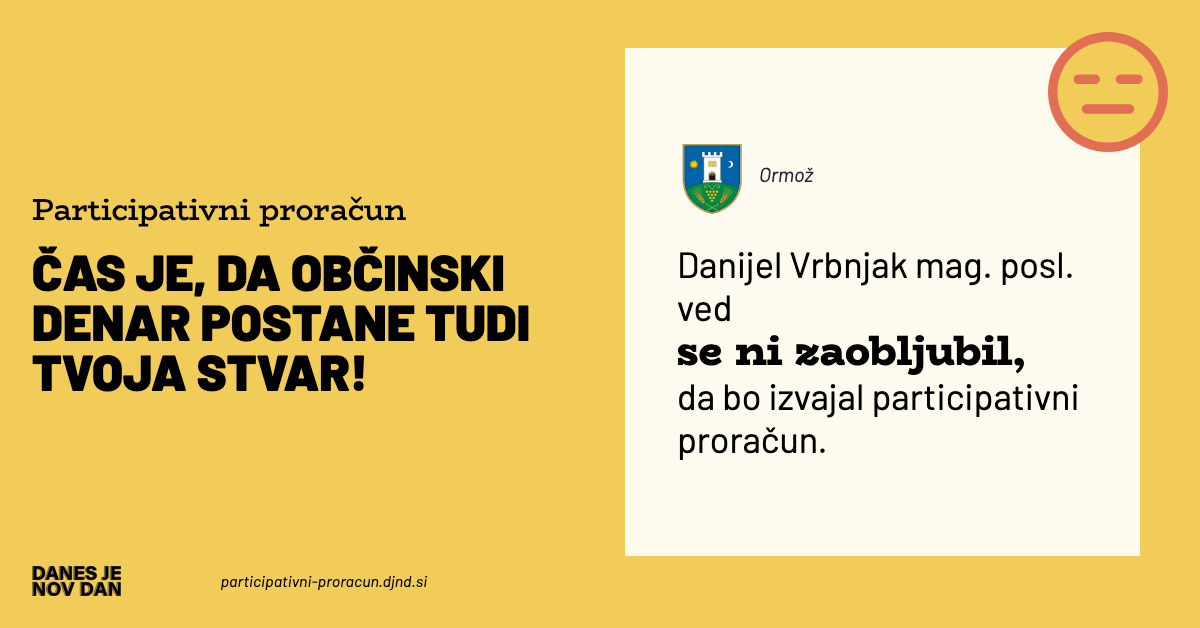 Participativni proračun
ČAS JE, DA OBČINSKI
DENAR POSTANE TUDI
TVOJA STVAR!
Ormož
Danijel Vrbnjak mag. posl.
ved
se ni zaobljubil,
da bo izvajal participativni
proračun.
DANES JE
NOV DAN
participativni-proracun.djnd.si